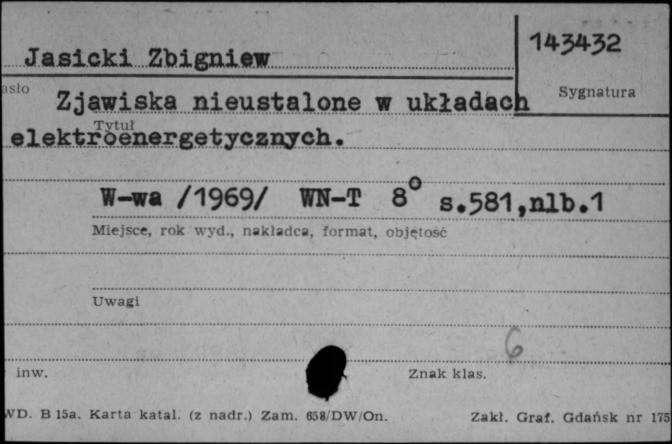 143432
Jasicki Zbigniew
asło
Sygnatura
Zjawiska nieustalone w układach
Tytuł
elektroenergetycznych.
W-wa /1969/ WN-T 8° s.581,nlb.1
Miejsce, rok wyd., nakładca, format, objętość
Uwagi
6
inw.
Znak klas.
WD. B 15a. Karta katal. (z nadr.) Zam. 658/DW/On.
Zakł. Graf. Gdańsk nr 175